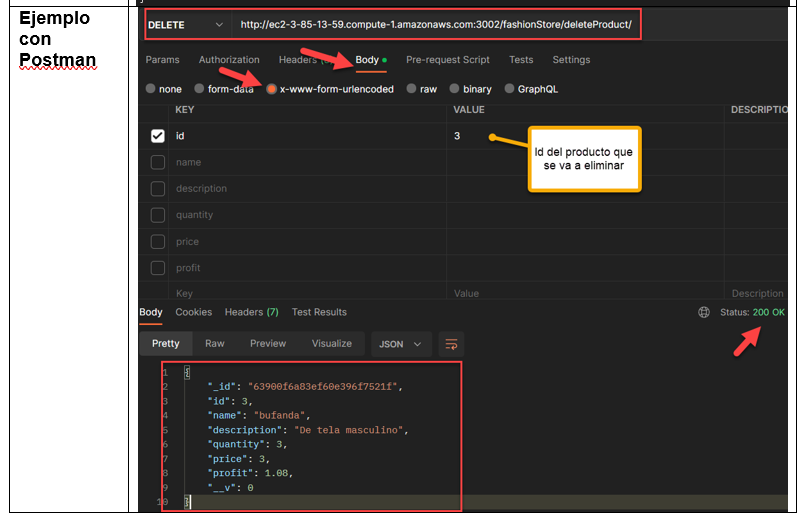 Ejemplo
con
Postman
DELETE http://ec2-3-85-13-59.compute-1.amazonaws.com:3002/fashionStore/deleteProduct/
Params Authorization Headers Body Pre-request Script Tests Settings
none form-data x-www-form-urlencoded raw binary GraphQL
KEY VALUE DESCRIPTIO
id 3
Id del producto que
se va a eliminar
name
description
quantity
price
profit
Key Value Description
Body Cookies Headers (7) Test Results Status: 200 OK
Pretty Raw Preview Visualize JSON
1 {
2 "_id": "63900f6a83ef60e396f7521f",
3 "id": 3,
4 "name": "bufanda",
5 "description": "De tela masculino",
6 "quantity": 3,
7 "price": 3,
8 "profit": 1.08,
9 "__v": 0
10 }